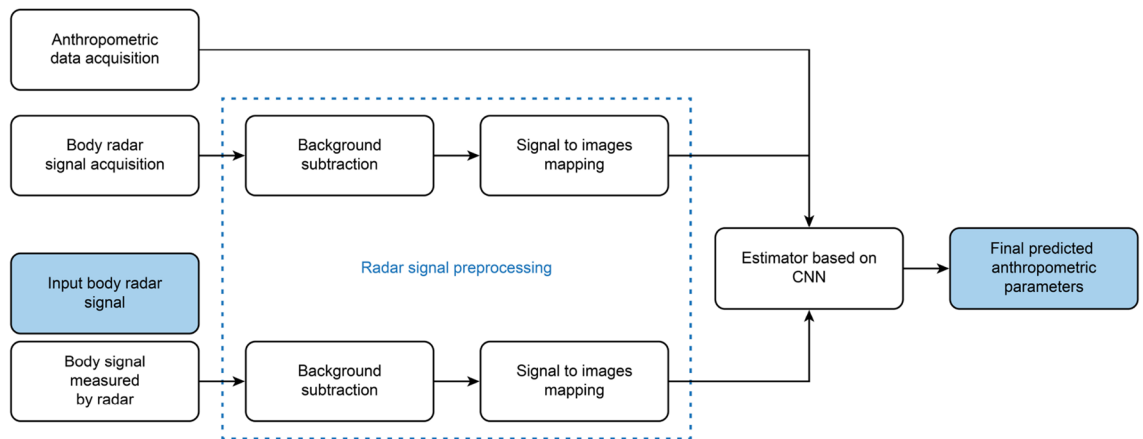 Anthropometric
data acquisition
Body radar
signal acquisition
Background
subtraction
Signal to images
mapping
Radar signal preprocessing
Input body radar
signal
Estimator based on
CNN
Final predicted
anthropometric
parameters
Body signal
measured
by radar
Background
subtraction
Signal to images
mapping